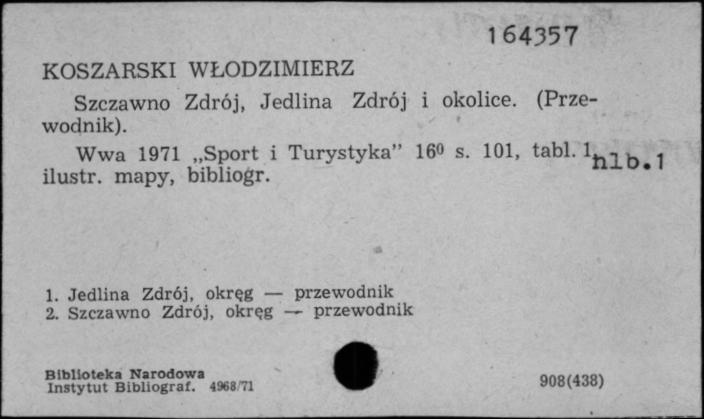 164357
KOSZARSKI WŁODZIMIERZ
Szczawno Zdrój, Jedlina Zdrój i okolice. (Prze-
wodnik).
Wwa 1971 „Sport i Turystyka” 16⁰ s. 101, tabl. 1, nlb.1
ilustr. mapy, bibliogr.
1. Jedlina Zdrój, okręg — przewodnik
2. Szczawno Zdrój, okręg — przewodnik
Biblioteka Narodowa
Instytut Bibliograf. 4968/71
908(438)